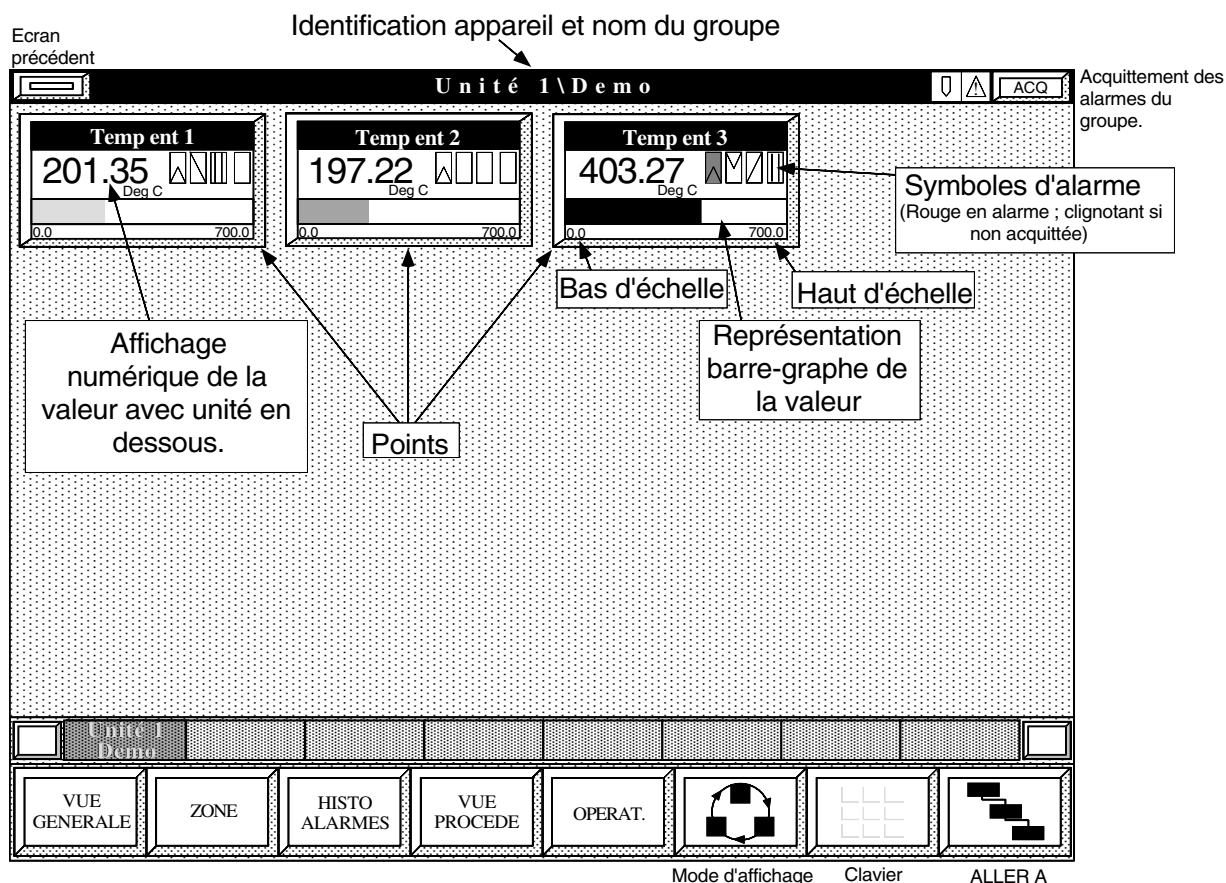 Identification appareil et nom du groupe
Ecran
précédent
Unité 1\Demo
ACQ
Acquittement des
alarmes du
groupe.
Temp ent 1
201.35
Deg C
0.0 700.0
Temp ent 2
197.22
Deg C
0.0 700.0
Temp ent 3
403.27
Deg C
0.0 700.0
Symboles d'alarme
(Rouge en alarme ; clignotant si
non acquittée)
Bas d'échelle
Haut d'échelle
Affichage
numérique de la
valeur avec unité en
dessous.
Points
Représentation
barre-graphe de
la valeur
Unité 1
Demo
VUE
GENERALE
ZONE
HISTO
ALARMES
VUE
PROCEDE
OPERAT.
Mode d'affichage
Clavier
ALLER A